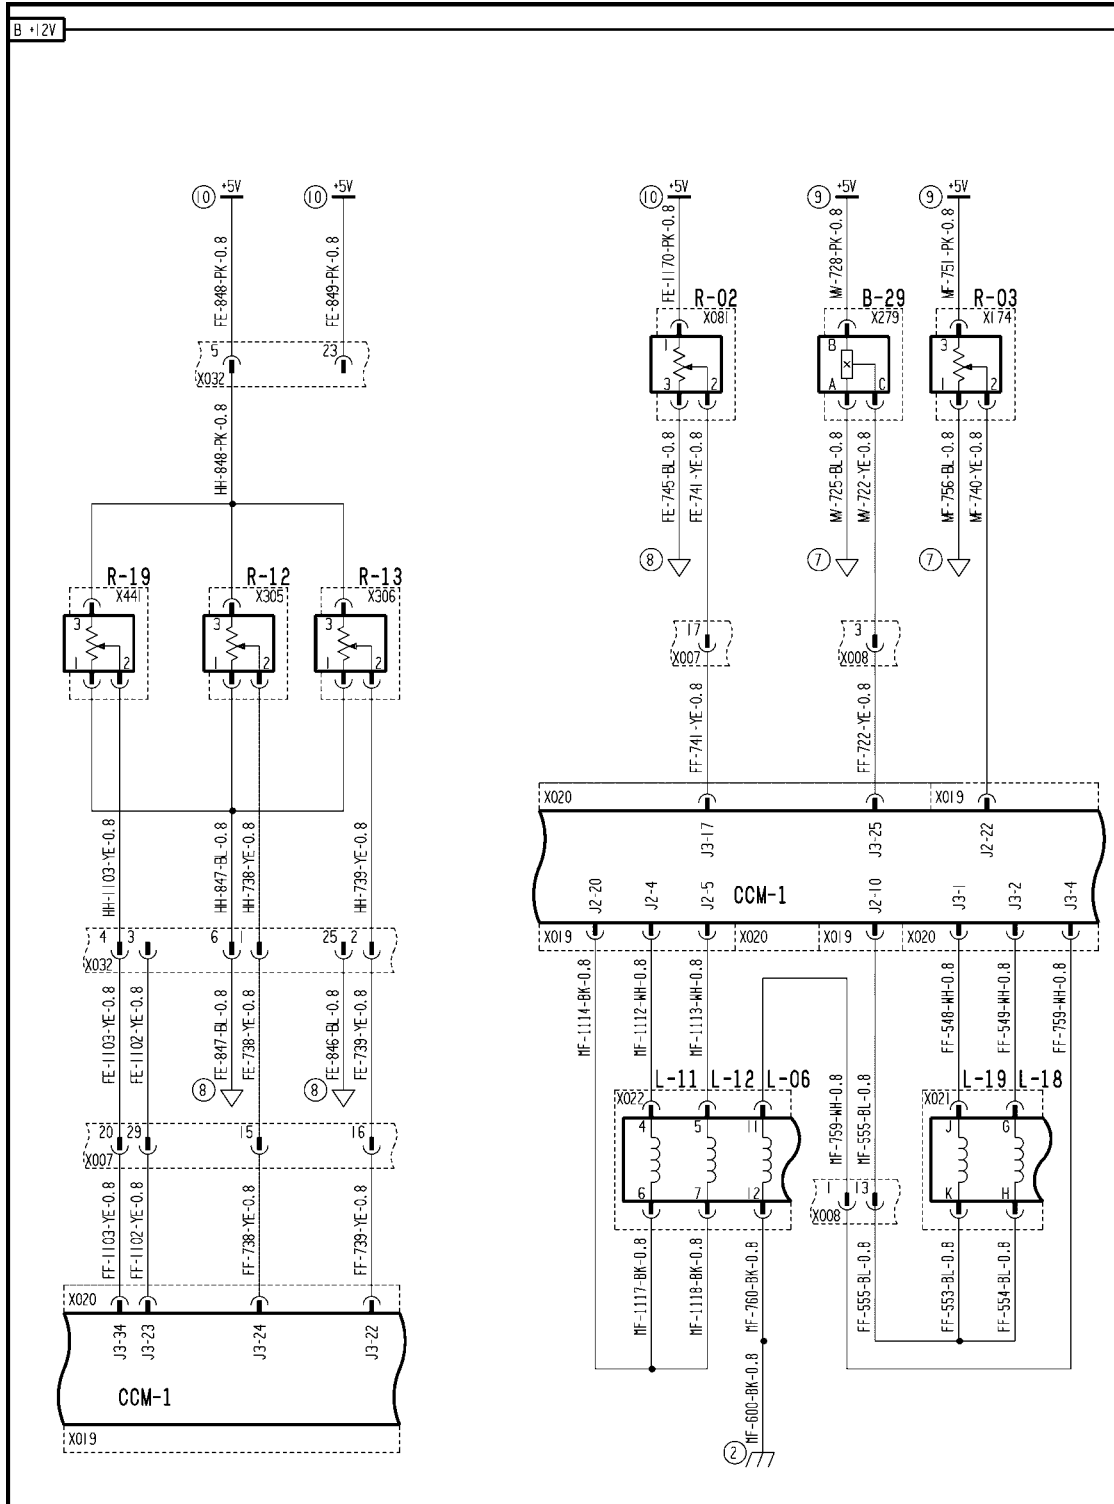 B +12V
10 +5V
10 +5V
10 +5V
9 +5V
9 +5V
FE-848-PK-0.8
FE-849-PK-0.8
FE-1170-PK-0.8
MV-728-PK-0.8
MF-751-PK-0.8
R-02
B-29
R-03
X081
X279
X174
5
23
X032
1
B
3
3 2
A C
1 2
HH-848-PK-0.8
FE-745-BL-0.8
FE-741-YE-0.8
MV-725-BL-0.8
MV-722-YE-0.8
MF-756-BL-0.8
MF-740-YE-0.8
8
7
7
R-19
R-12
R-13
X441
X305
X306
3
3
3
1 2
1 2
1 2
17
X007
3
X008
FF-741-YE-0.8
FF-722-YE-0.8
X020
X019
J3-17
J3-25
J2-22
CCM-1
J2-20
J2-4
J2-5
J2-10
J3-1
J3-2
J3-4
X019
X020
X019
X020
HH-1103-YE-0.8
HH-847-BL-0.8
HH-738-YE-0.8
HH-739-YE-0.8
4 3
6 1
25 2
X032
FE-1103-YE-0.8
FE-1102-YE-0.8
FE-847-BL-0.8
FE-738-YE-0.8
FE-846-BL-0.8
FE-739-YE-0.8
8
8
MF-1114-BK-0.8
MF-1112-WH-0.8
MF-1113-WH-0.8
FF-548-WH-0.8
FF-549-WH-0.8
FF-759-WH-0.8
L-11 L-12 L-06
L-19 L-18
X022
X021
4 5 11
J G
MF-759-WH-0.8
MF-555-BL-0.8
6 7 12
K H
1 13
X008
20 29
15
16
X007
FF-1103-YE-0.8
FF-1102-YE-0.8
FF-738-YE-0.8
FF-739-YE-0.8
MF-1117-BK-0.8
MF-1118-BK-0.8
MF-760-BK-0.8
FF-555-BL-0.8
FF-553-BL-0.8
FF-554-BL-0.8
X020
J3-34
J3-23
J3-24
J3-22
CCM-1
X019
MF-600-BK-0.8
2